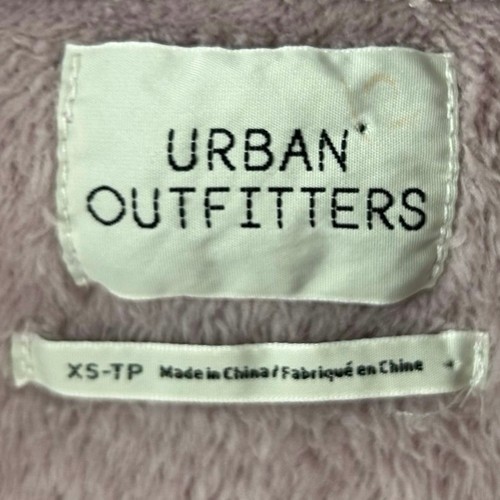 URBAN
OUTFITTERS
XS-TP Made in China / Fabriqué en Chine